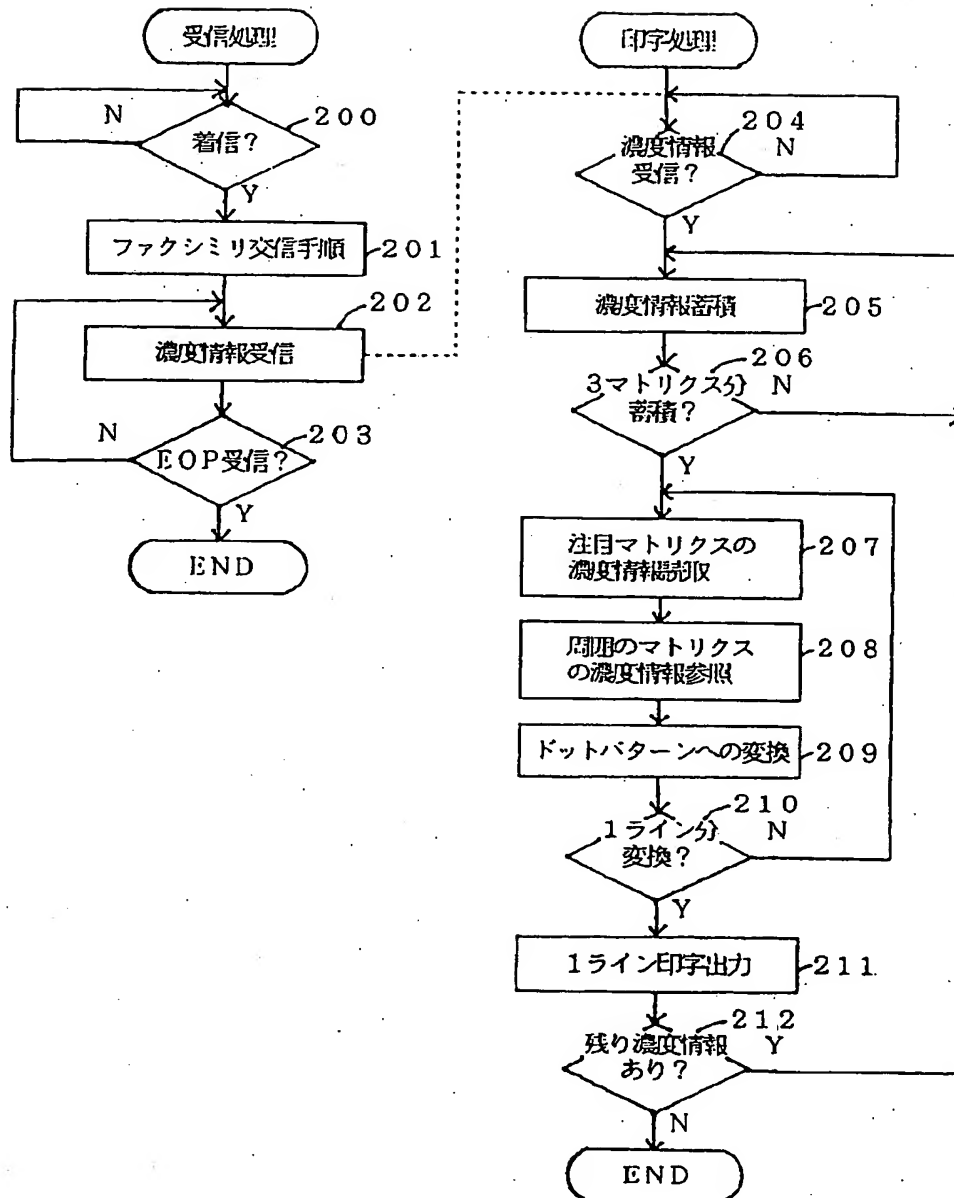 受信処理
N
200
着信?
Y
ファクシミリ交信手順
201
202
濃度情報受信
N
203
EOP受信?
Y
END
印字処理
204
濃度情報
N
受信?
Y
濃度情報蓄積
205
206
3マトリクス分
N
蓄積?
Y
注目マトリクスの
濃度情報読取
207
周囲のマトリクス
の濃度情報参照
208
ドットパターンへの変換
209
210
1ライン分
N
変換?
Y
1ライン印字出力
211
212
残り濃度情報
Y
あり?
N
END